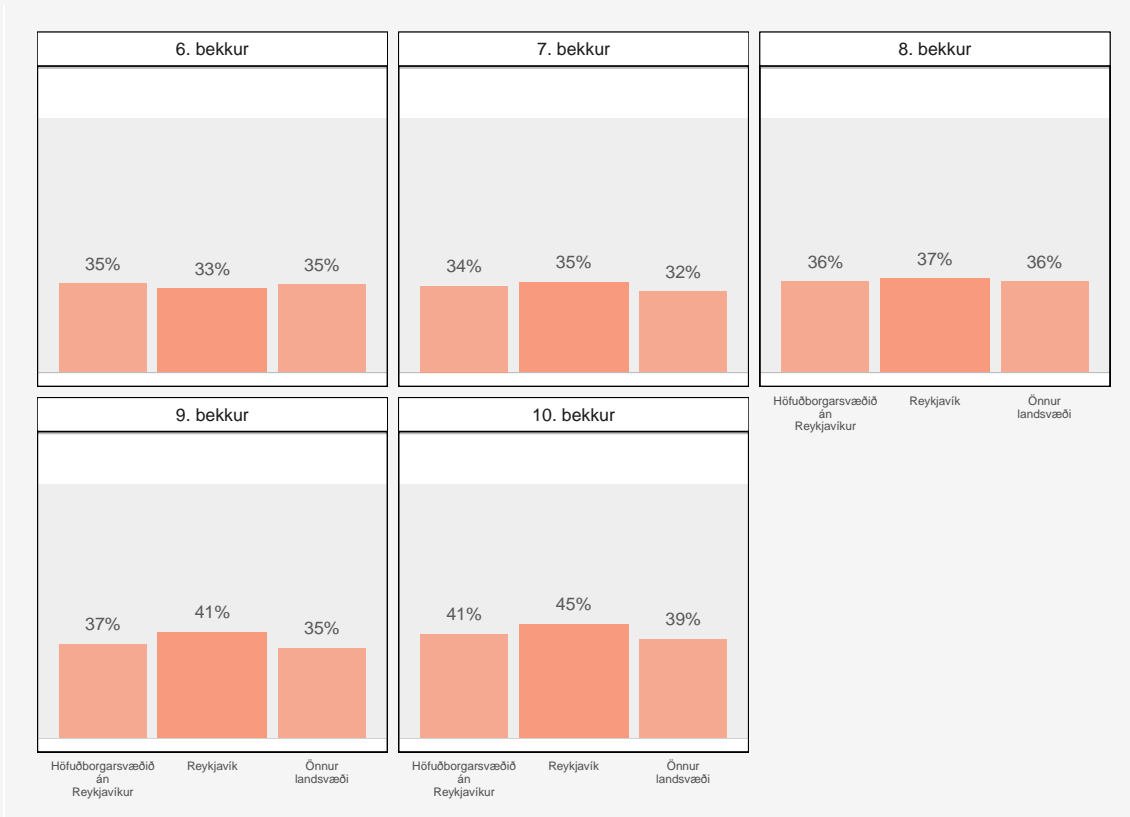 6. bekkur
7. bekkur
8. bekkur
35%
33%
35%
34%
35%
32%
36%
37%
36%
Höfuðborgarsvæðið
án
Reykjavíkur
Reykjavík
Önnur
landsvæði
9. bekkur
10. bekkur
37%
41%
35%
41%
45%
39%
Höfuðborgarsvæðið
án
Reykjavíkur
Reykjavík
Önnur
landsvæði
Höfuðborgarsvæðið
án
Reykjavíkur
Reykjavík
Önnur
landsvæði